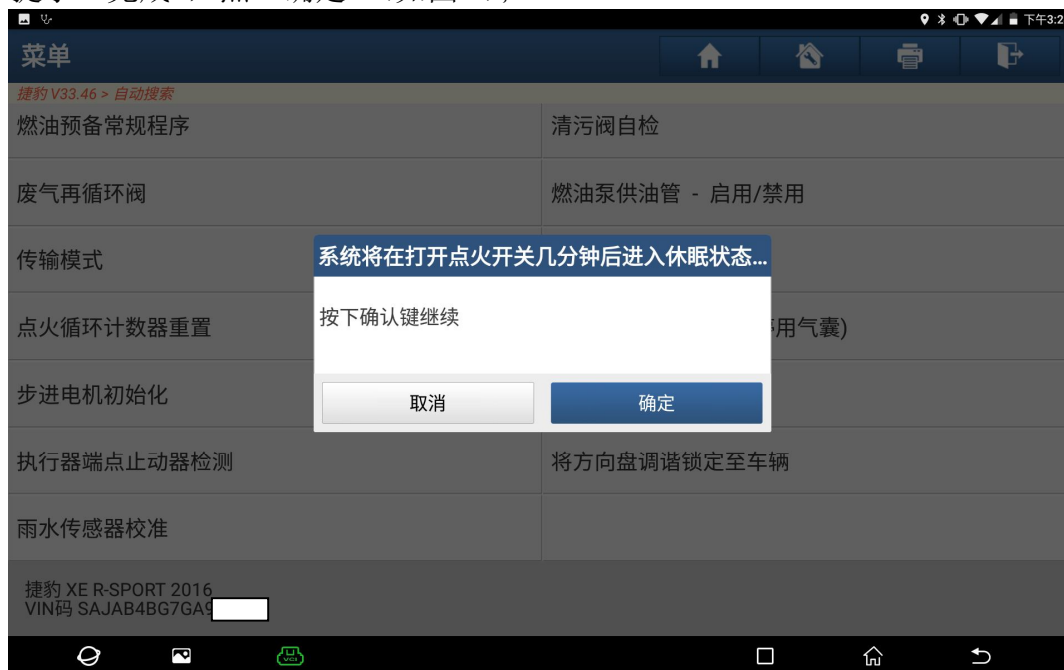 下午3:2
菜单
捷豹 V33.46 > 自动搜索
燃油预备常规程序
清污阀自检
废气再循环阀
燃油泵供油管 - 启用/禁用
传输模式
系统将在打开点火开关几分钟后进入休眠状态...
按下确认键继续
点火循环计数器重置
用气囊)
步进电机初始化
取消
确定
执行器端点止动器检测
将方向盘调谐锁定至车辆
雨水传感器校准
捷豹 XE R-SPORT 2016
VIN码 SAJAB4BG7GA9
VCI